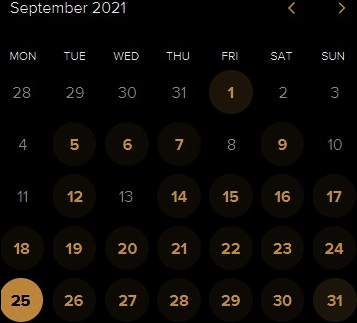 September 2021 < >
MON TUE WED THU FRI SAT SUN
28 29 30 31 1 2 3
4 5 6 7 8 9 10
11 12 13 14 15 16 17
18 19 20 21 22 23 24
25 26 27 28 29 30 31